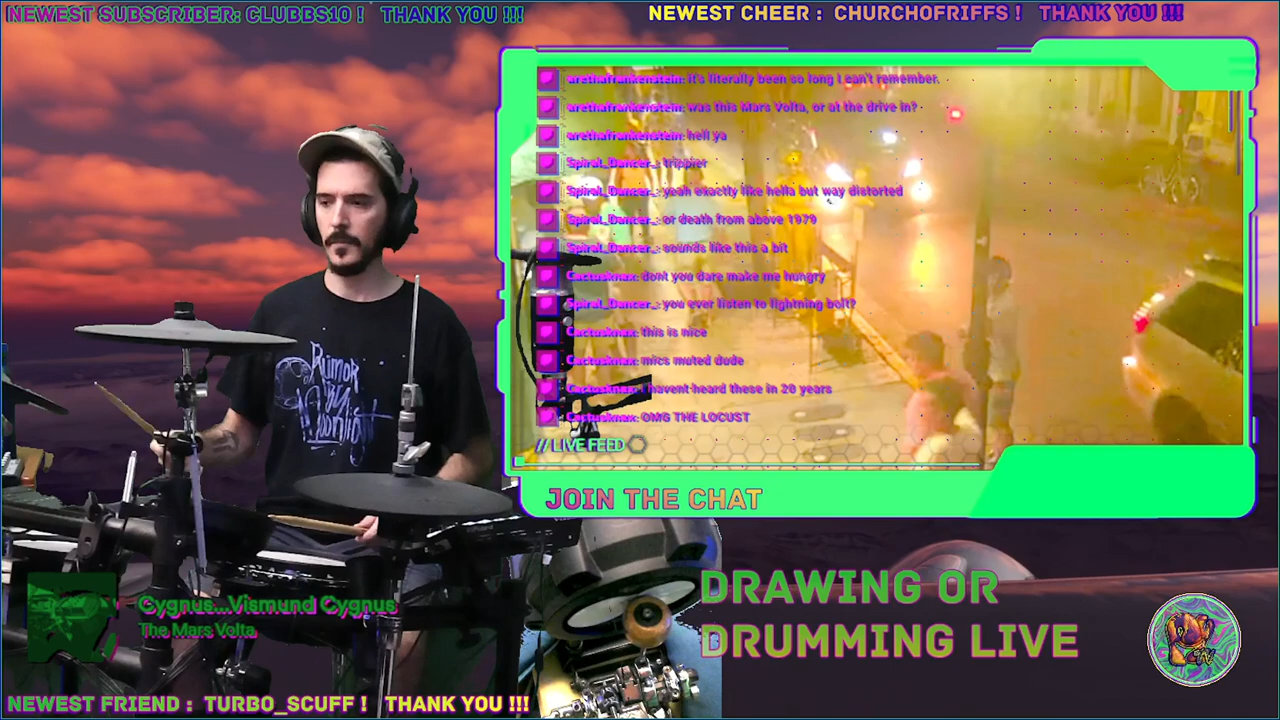 NEWEST SUBSCRIBER: CLUBBS10 ! THANK YOU !!!
NEWEST CHEER : CHURCHOFRIFFS ! THANK YOU !!!
arethafrankenstein: it's literally been so long I can't remember.
arethafrankenstein: was this Mars Volta, or at the drive in?
arethafrankenstein: hell ya
Spiral_Dancer_: trippier
Spiral_Dancer_: yeah exactly like hella but way distorted
Spiral_Dancer_: or death from above 1979
Spiral_Dancer_: sounds like this a bit
Cactusknax: dont you dare make me hungry
Spiral_Dancer_: you ever listen to lightning bolt?
Cactusknax: this is nice
Cactusknax: mics muted dude
Cactusknax: I havent heard these in 20 years
Cactusknax: OMG THE LOCUST
// LIVE FEED
JOIN THE CHAT
Rumor
By
Moonlight
Cygnus...Vismund Cygnus
The Mars Volta
DRAWING OR
DRUMMING LIVE
TV
NEWEST FRIEND : TURBO_SCUFF ! THANK YOU !!!